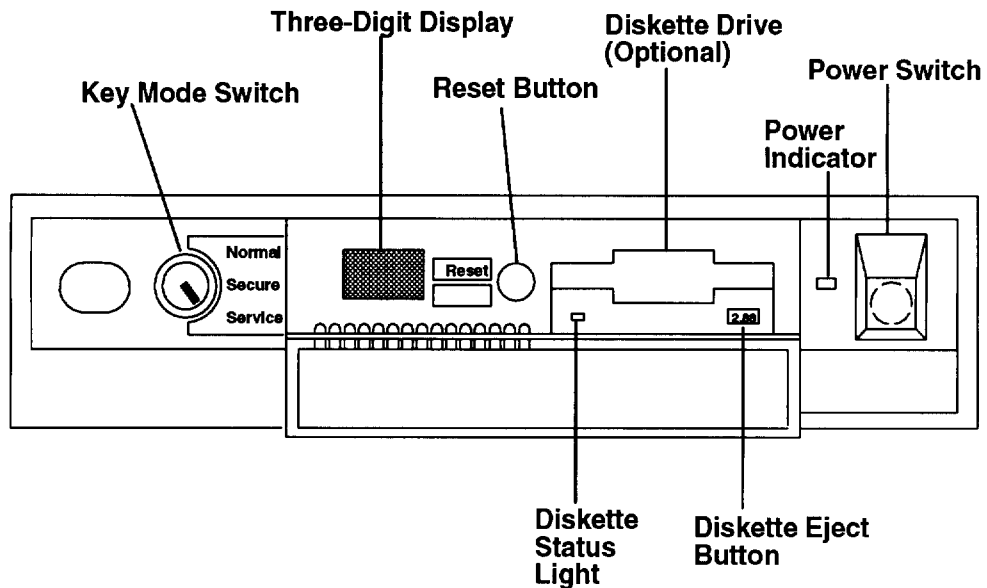 Three-Digit Display
Diskette Drive
(Optional)
Power Switch
Key Mode Switch
Reset Button
Power
Indicator
Normal
Secure
Service
Reset
2.88
Diskette
Status
Light
Diskette Eject
Button